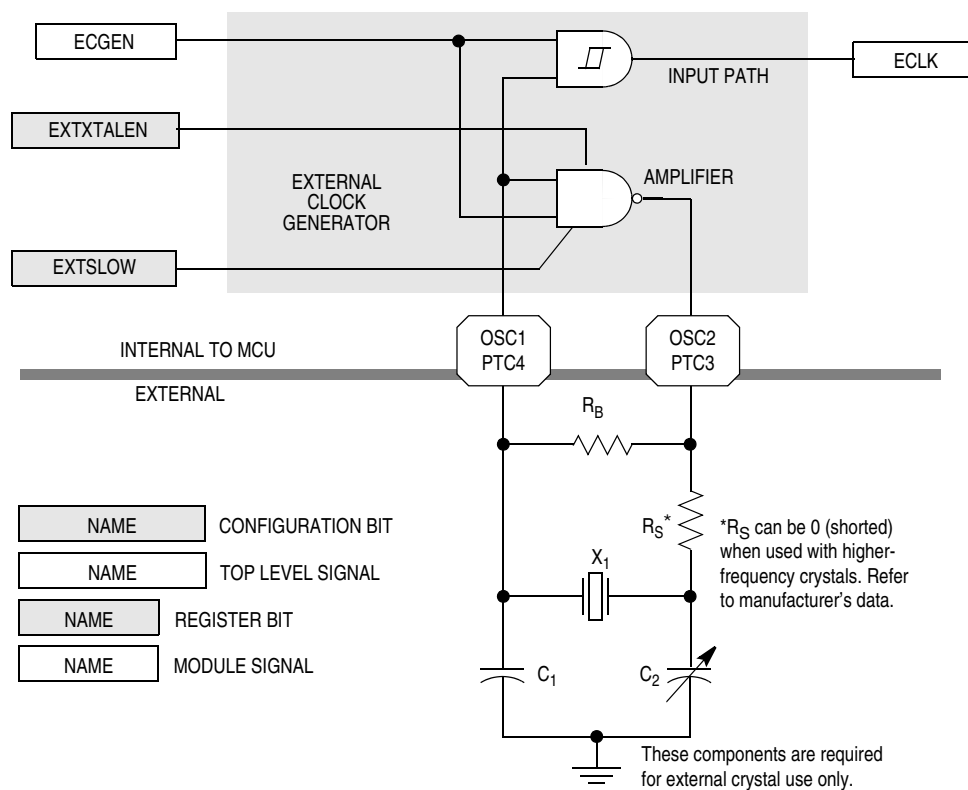 ECGEN
INPUT PATH
ECLK
EXTXTALEN
AMPLIFIER
EXTERNAL
CLOCK
GENERATOR
EXTSLOW
OSC1
PTC4
OSC2
PTC3
INTERNAL TO MCU
EXTERNAL
RB
NAME CONFIGURATION BIT
NAME TOP LEVEL SIGNAL
NAME REGISTER BIT
NAME MODULE SIGNAL
RS*
*RS can be 0 (shorted)
when used with higher-
frequency crystals. Refer
to manufacturer's data.
X1
C1
C2
These components are required
for external crystal use only.